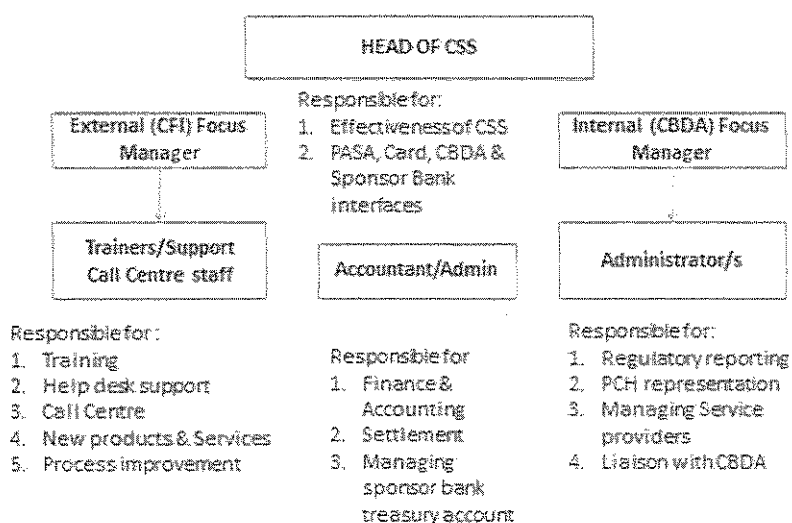 HEAD OF CSS
Responsible for:
1. Effectiveness of CSS
2. PASA, Card, CBDA &
Sponsor Bank
interfaces
External (CFI) Focus
Manager
Internal (CBDA) Focus
Manager
Trainers/Support
Call Centre staff
Accountant/Admin
Administrator/s
Responsible for:
1. Training
2. Help desk support
3. Call Centre
4. New products & Services
5. Process improvement
Responsible for
1. Finance &
Accounting
2. Settlement
3. Managing
sponsor bank
treasury account
Responsible for:
1. Regulatory reporting
2. PCH representation
3. Managing Service
providers
4. Liaison with CBDA